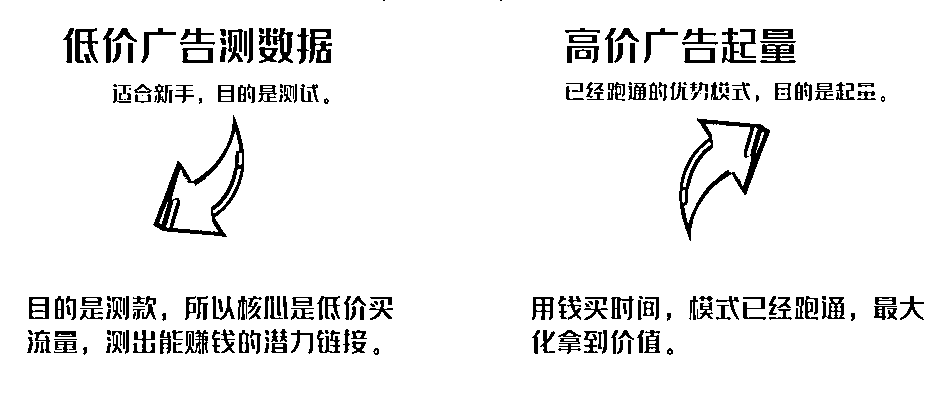 低价广告测数据
适合新手，目的是测试。
目的是测款，所以核心是低价买
流量，测出能赚钱的潜力链接。
高价广告起量
已经跑通的优势模式，目的是起量。
用钱买时间，模式已经跑通，最大
化拿到价值。